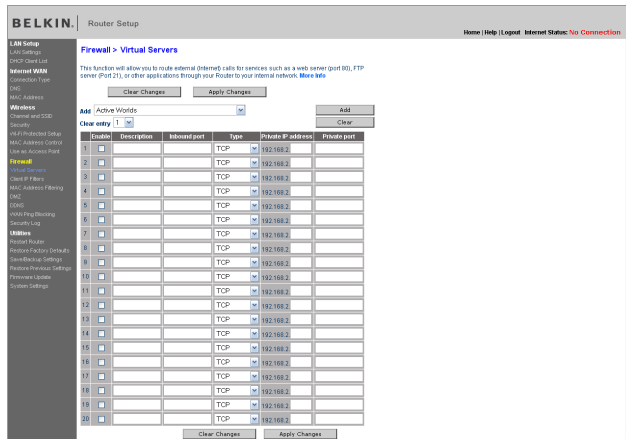 BELKIN. Router Setup
Home | Help | Logout Internet Status: No Connection
LAN Setup
LAN Settings
DHCP Client List
Internet WAN
Connection Type
DNS
MAC Address
Wireless
Channel and SSID
Security
Wi-Fi Protected Setup
MAC Address Control
Use as Access Point
Firewall
Virtual Servers
Client IP Filters
MAC Address Filtering
DMZ
DDNS
WAN Ping Blocking
Security Log
Utilities
Restart Router
Restore Factory Defaults
Save/Backup Settings
Restore Previous Settings
Firmware Update
System Settings
Firewall > Virtual Servers
This function will allow you to route external (Internet) calls for services such as a web server (port 80), FTP
server (Port 21), or other applications through your Router to your internal network. More Info
Clear Changes Apply Changes
Add Active Worlds Add
Clear entry 1 Clear
Enable Description Inbound port Type Private IP address Private port
1 TCP 192.168.2.
2 TCP 192.168.2.
3 TCP 192.168.2.
4 TCP 192.168.2.
5 TCP 192.168.2.
6 TCP 192.168.2.
7 TCP 192.168.2.
8 TCP 192.168.2.
9 TCP 192.168.2.
10 TCP 192.168.2.
11 TCP 192.168.2.
12 TCP 192.168.2.
13 TCP 192.168.2.
14 TCP 192.168.2.
15 TCP 192.168.2.
16 TCP 192.168.2.
17 TCP 192.168.2.
18 TCP 192.168.2.
19 TCP 192.168.2.
20 TCP 192.168.2.
Clear Changes Apply Changes